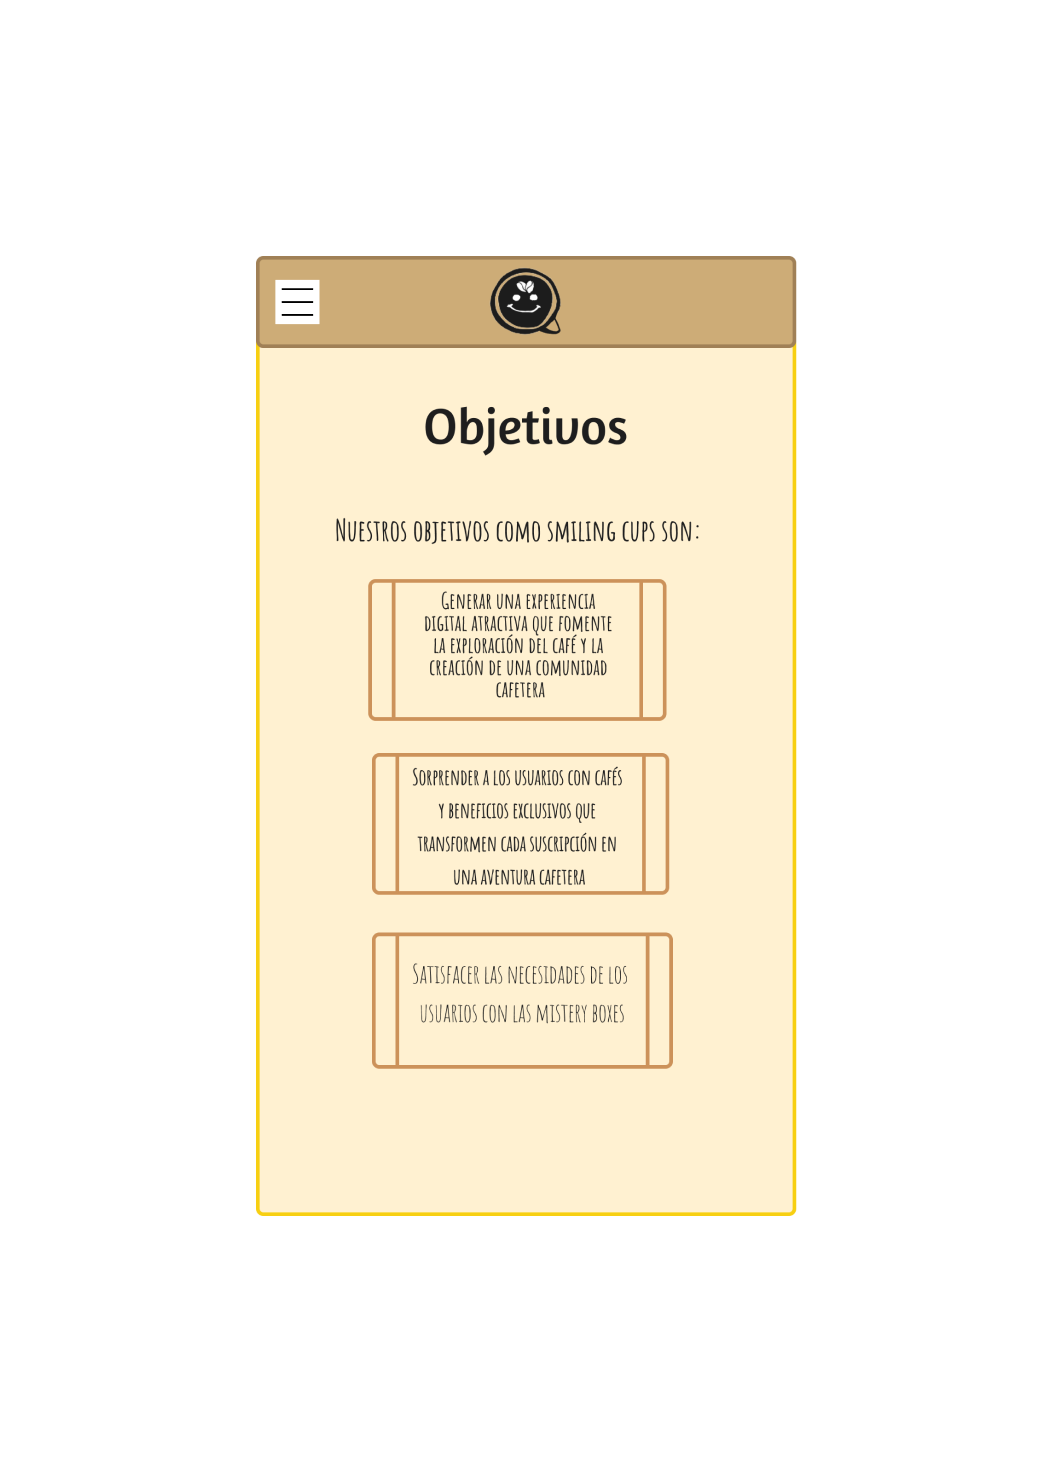 Objetivos
Nuestros objetivos como smiling cups son:
Generar una experiencia
digital atractiva que fomente
la exploración del café y la
creación de una comunidad
cafetera
Sorprender a los usuarios con cafés
y beneficios exclusivos que
transformen cada suscripción en
una aventura cafetera
Satisfacer las necesidades de los
usuarios con las mistery boxes